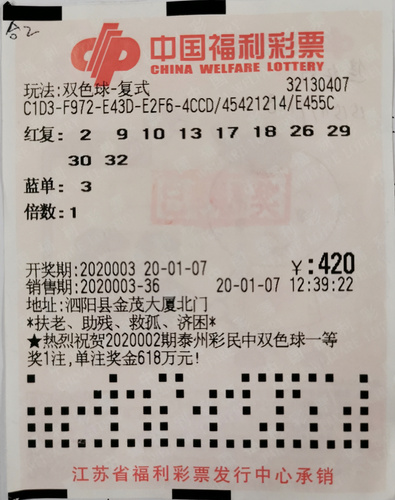 合2
中国福利彩票
CHINA WELFARE LOTTERY
玩法:双色球-复式 32130407
C1D3-F972-E43D-E2F6-4CCD/45421214/E455C
红复: 2 9 10 13 17 18 26 29
30 32
蓝单: 3
倍数:1
开奖期:2020003 20-01-07 ￥:420
销售期:2020003-36 20-01-07 12:39:22
地址:泗阳县金茂大厦北门
*扶老、助残、救孤、济困*
★热烈祝贺2020002期泰州彩民中双色球一等
奖1注,单注奖金618万元!
江苏省福利彩票发行中心承销